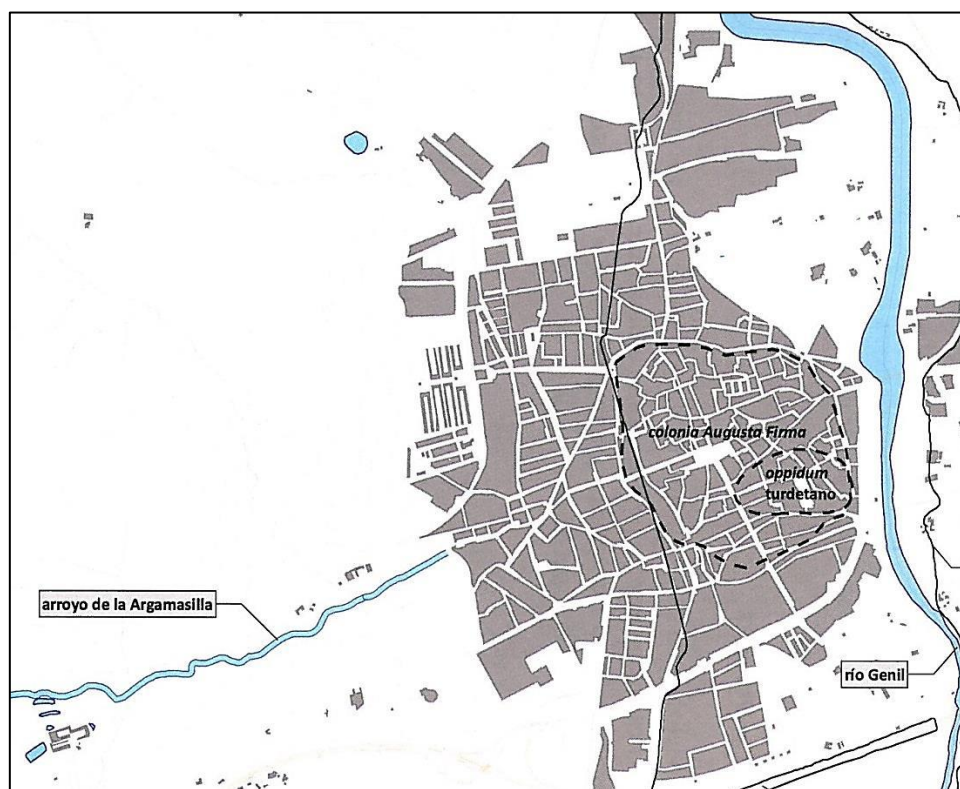 colonia Augusta Firma
oppidum
turdetano
arroyo de la Argamasilla
río Genil